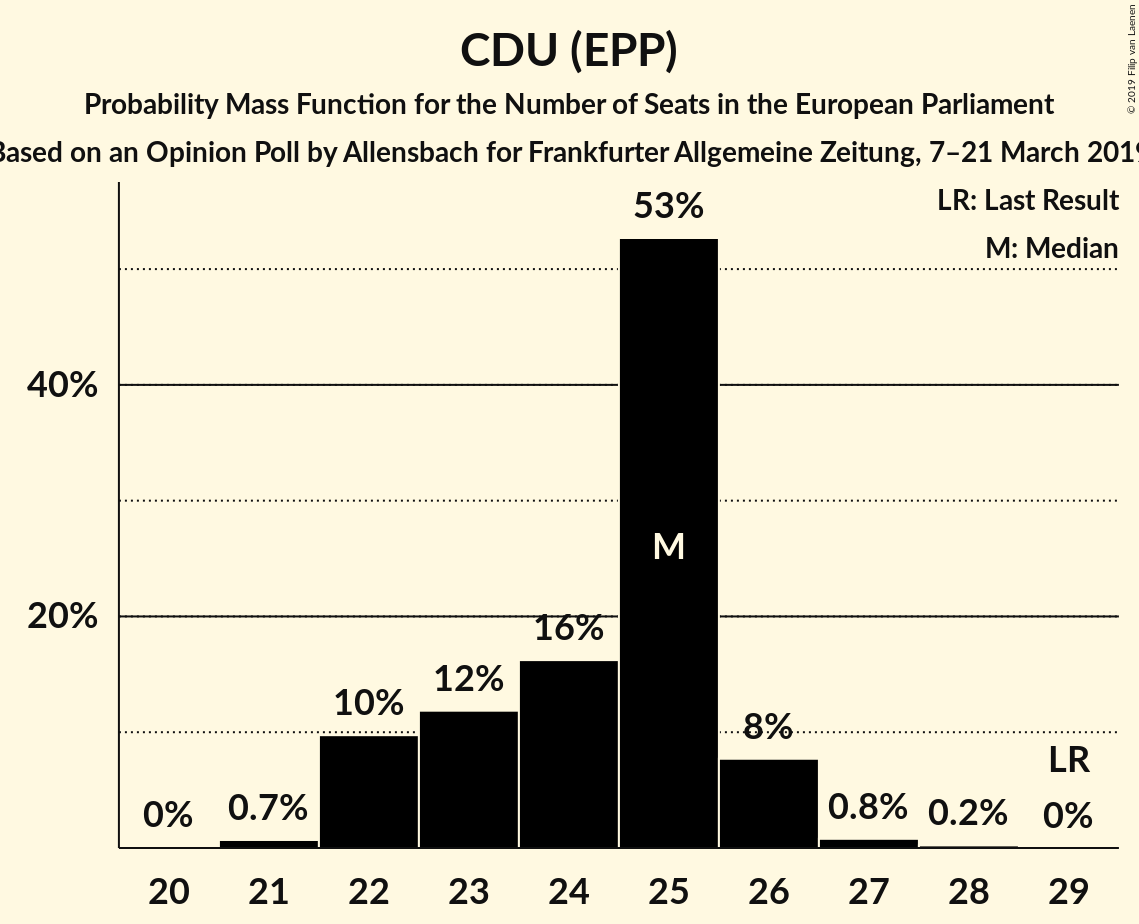 CDU (EPP)
Probability Mass Function for the Number of Seats in the European Parliament
Based on an Opinion Poll by Allensbach for Frankfurter Allgemeine Zeitung, 7–21 March 2019
© 2019 Filip van Laenen
LR: Last Result
M: Median
53%
40%
M
20%
16%
12%
10%
8%
LR
0%
0.7%
0.8%
0.2%
0%
20 21 22 23 24 25 26 27 28 29